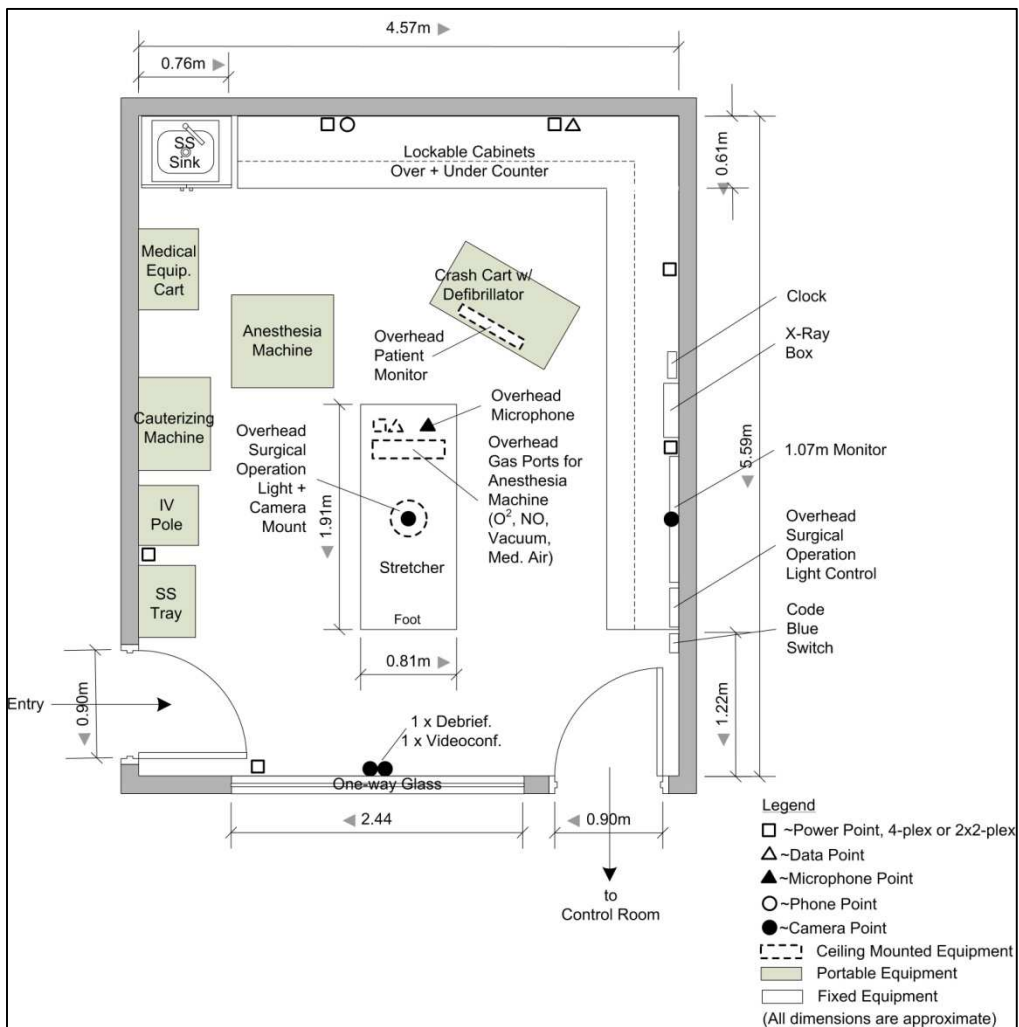 4.57m
0.76m
SS
Sink
Lockable Cabinets
Over + Under Counter
0.61m
Medical
Equip.
Cart
Crash Cart w/
Defibrillator
Clock
Anesthesia
Machine
Overhead
Patient
Monitor
X-Ray
Box
Cauterizing
Machine
Overhead
Surgical
Operation
Light +
Camera
Mount
Overhead
Microphone
Overhead
Gas Ports for
Anesthesia
Machine
(O², NO,
Vacuum,
Med. Air)
1.07m Monitor
5.59m
IV
Pole
1.91m
Stretcher
Overhead
Surgical
Operation
Light Control
SS
Tray
Foot
Code
Blue
Switch
0.81m
Entry
0.90m
1.22m
1 x Debrief.
1 x Videoconf.
One-way Glass
2.44
0.90m
to
Control Room
Legend
~Power Point, 4-plex or 2x2-plex
~Data Point
~Microphone Point
~Phone Point
~Camera Point
Ceiling Mounted Equipment
Portable Equipment
Fixed Equipment
(All dimensions are approximate)